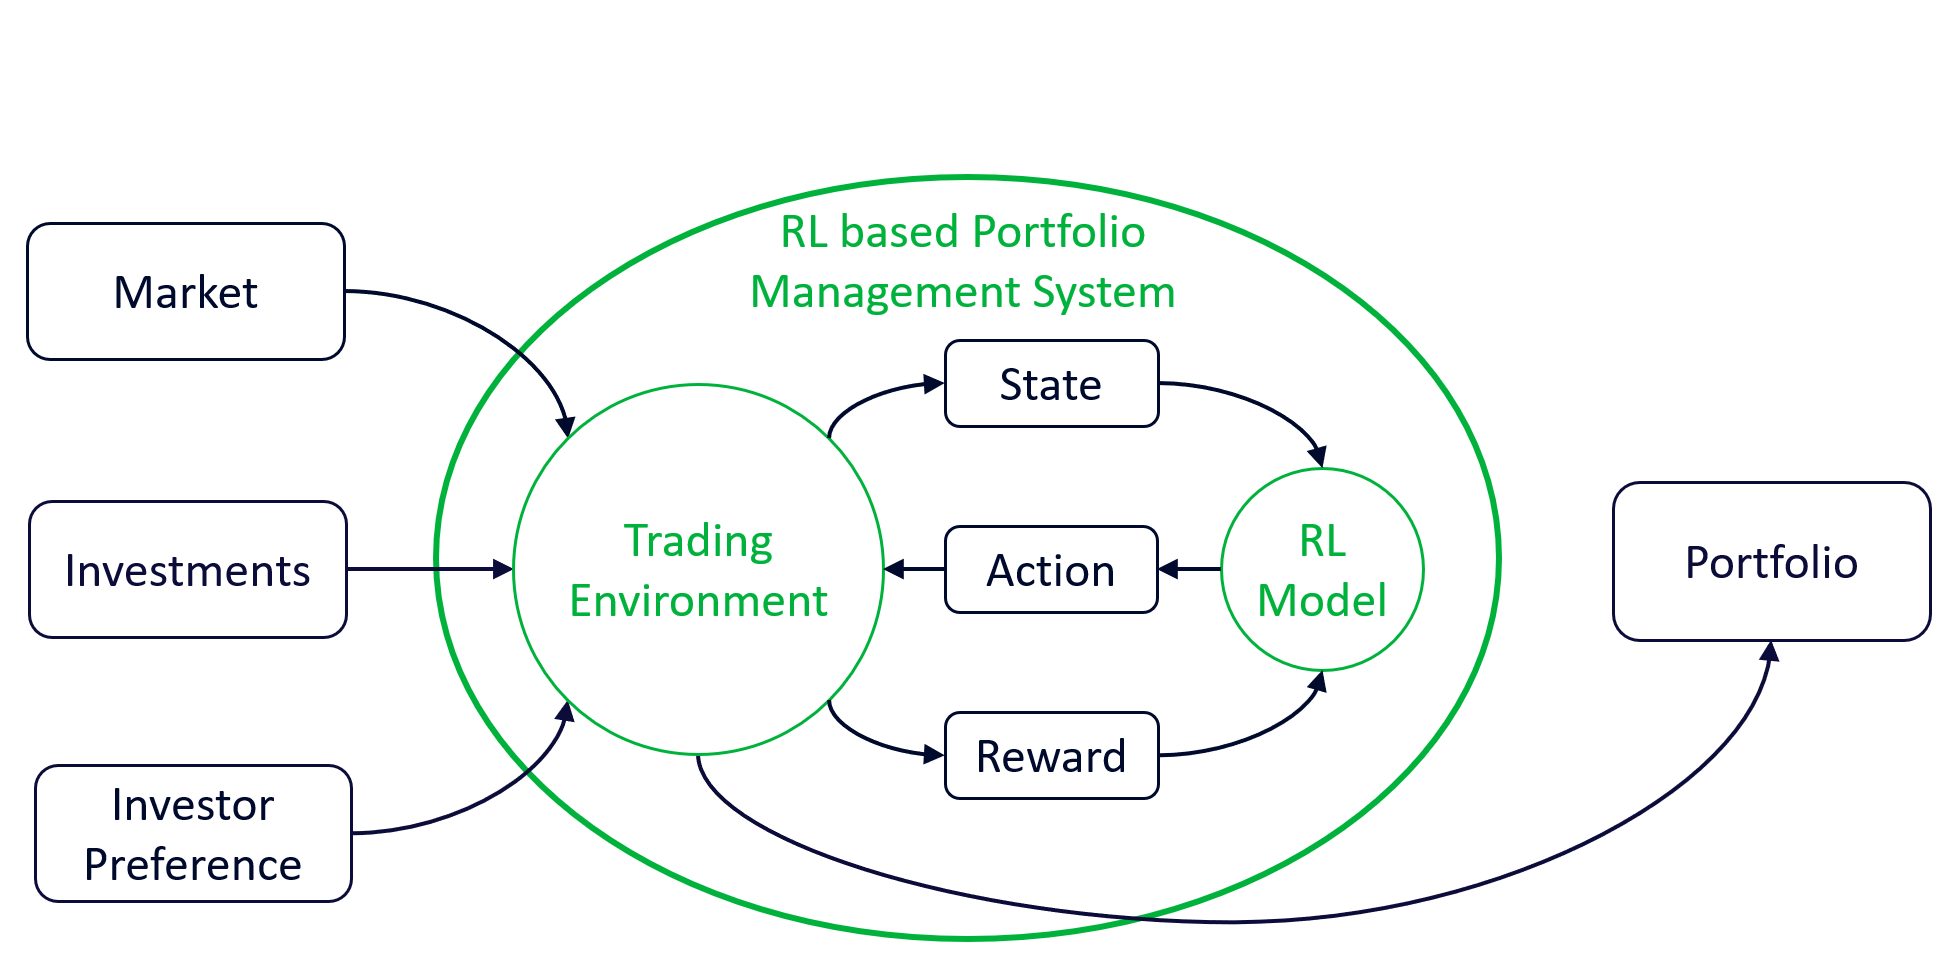 RL based Portfolio
Management System
Market
State
Trading
Environment
Investments
Action
RL
Model
Portfolio
Reward
Investor
Preference